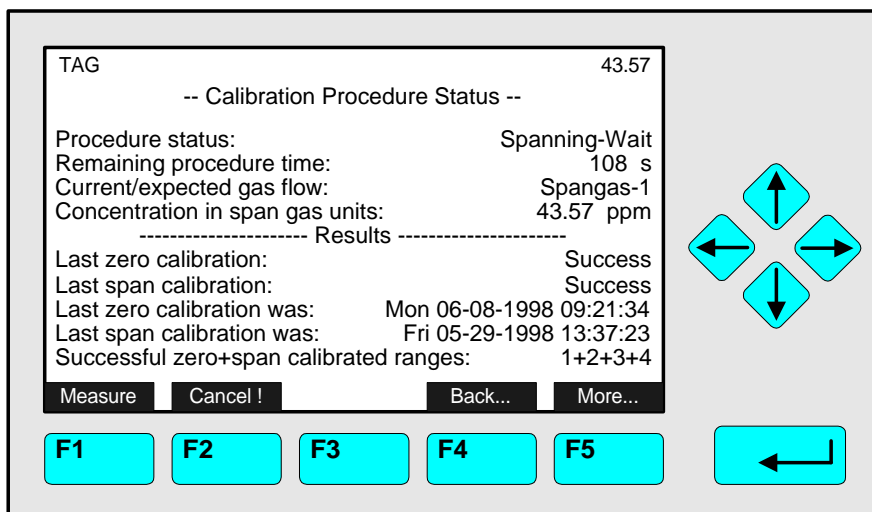 TAG 43.57
-- Calibration Procedure Status --
Procedure status: Spanning-Wait
Remaining procedure time: 108 s
Current/expected gas flow: Spangas-1
Concentration in span gas units: 43.57 ppm
---------------------- Results ----------------------
Last zero calibration: Success
Last span calibration: Success
Last zero calibration was: Mon 06-08-1998 09:21:34
Last span calibration was: Fri 05-29-1998 13:37:23
Successful zero+span calibrated ranges: 1+2+3+4
Measure Cancel ! Back... More...
F1 F2 F3 F4 F5